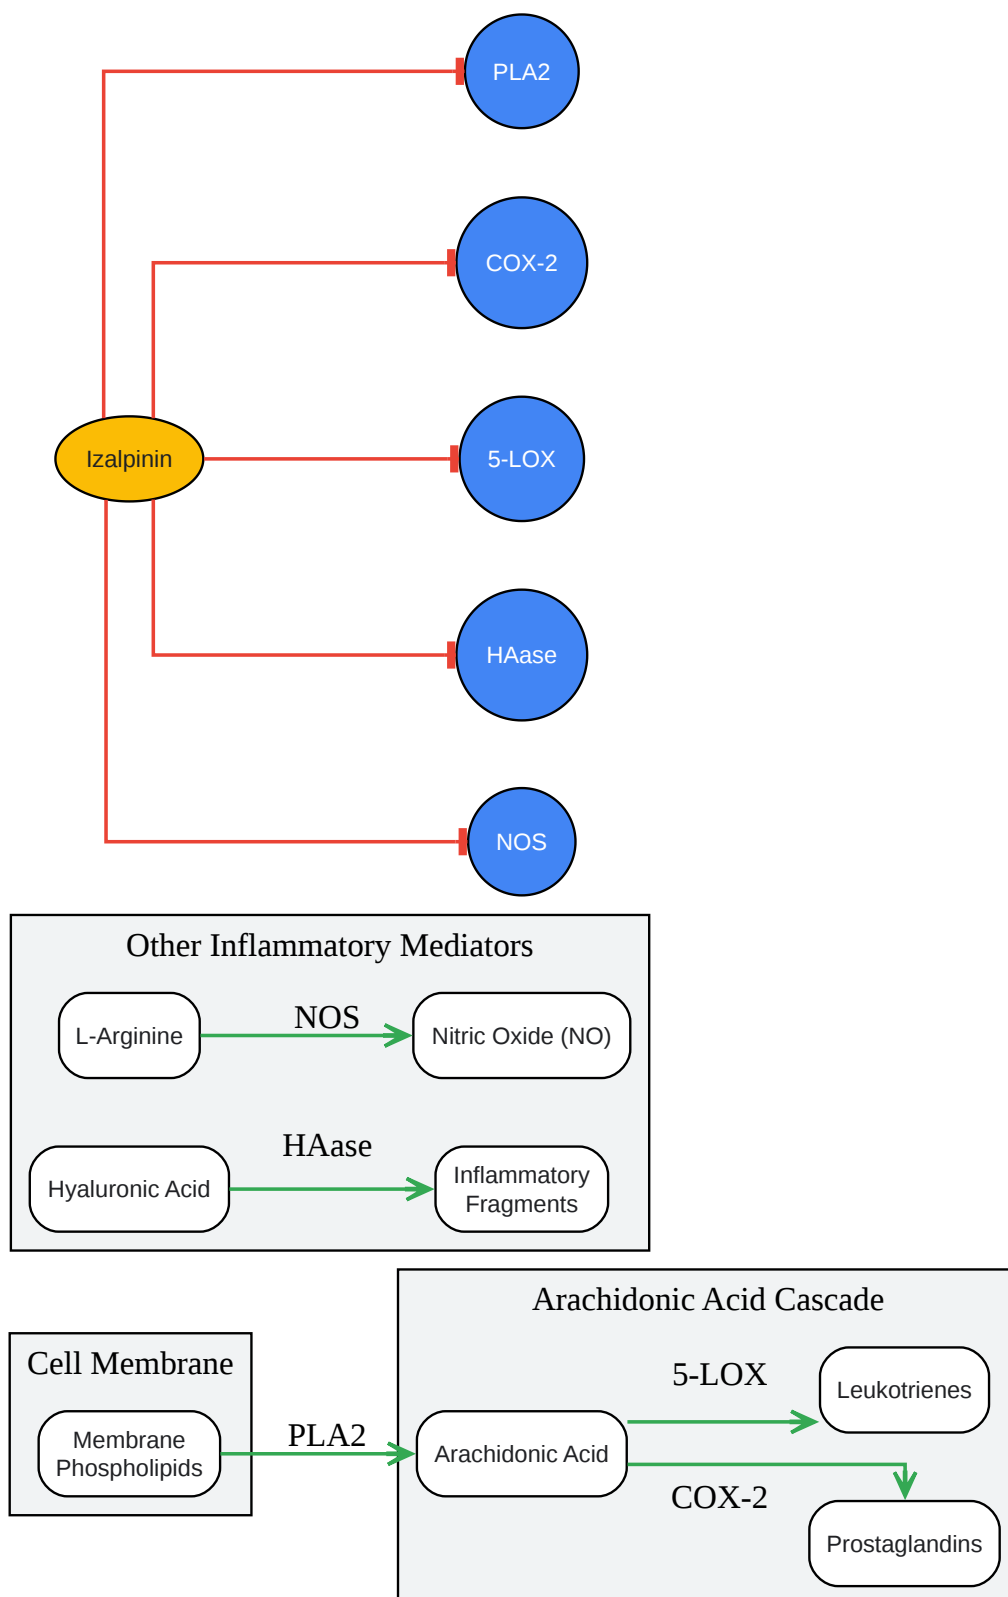 PLA2
COX-2
Izalpinin
5-LOX
HAase
NOS
Other Inflammatory Mediators
L-Arginine
NOS
Nitric Oxide (NO)
Hyaluronic Acid
HAase
Inflammatory
Fragments
Arachidonic Acid Cascade
Cell Membrane
Membrane
Phospholipids
PLA2
Arachidonic Acid
5-LOX
Leukotrienes
COX-2
Prostaglandins